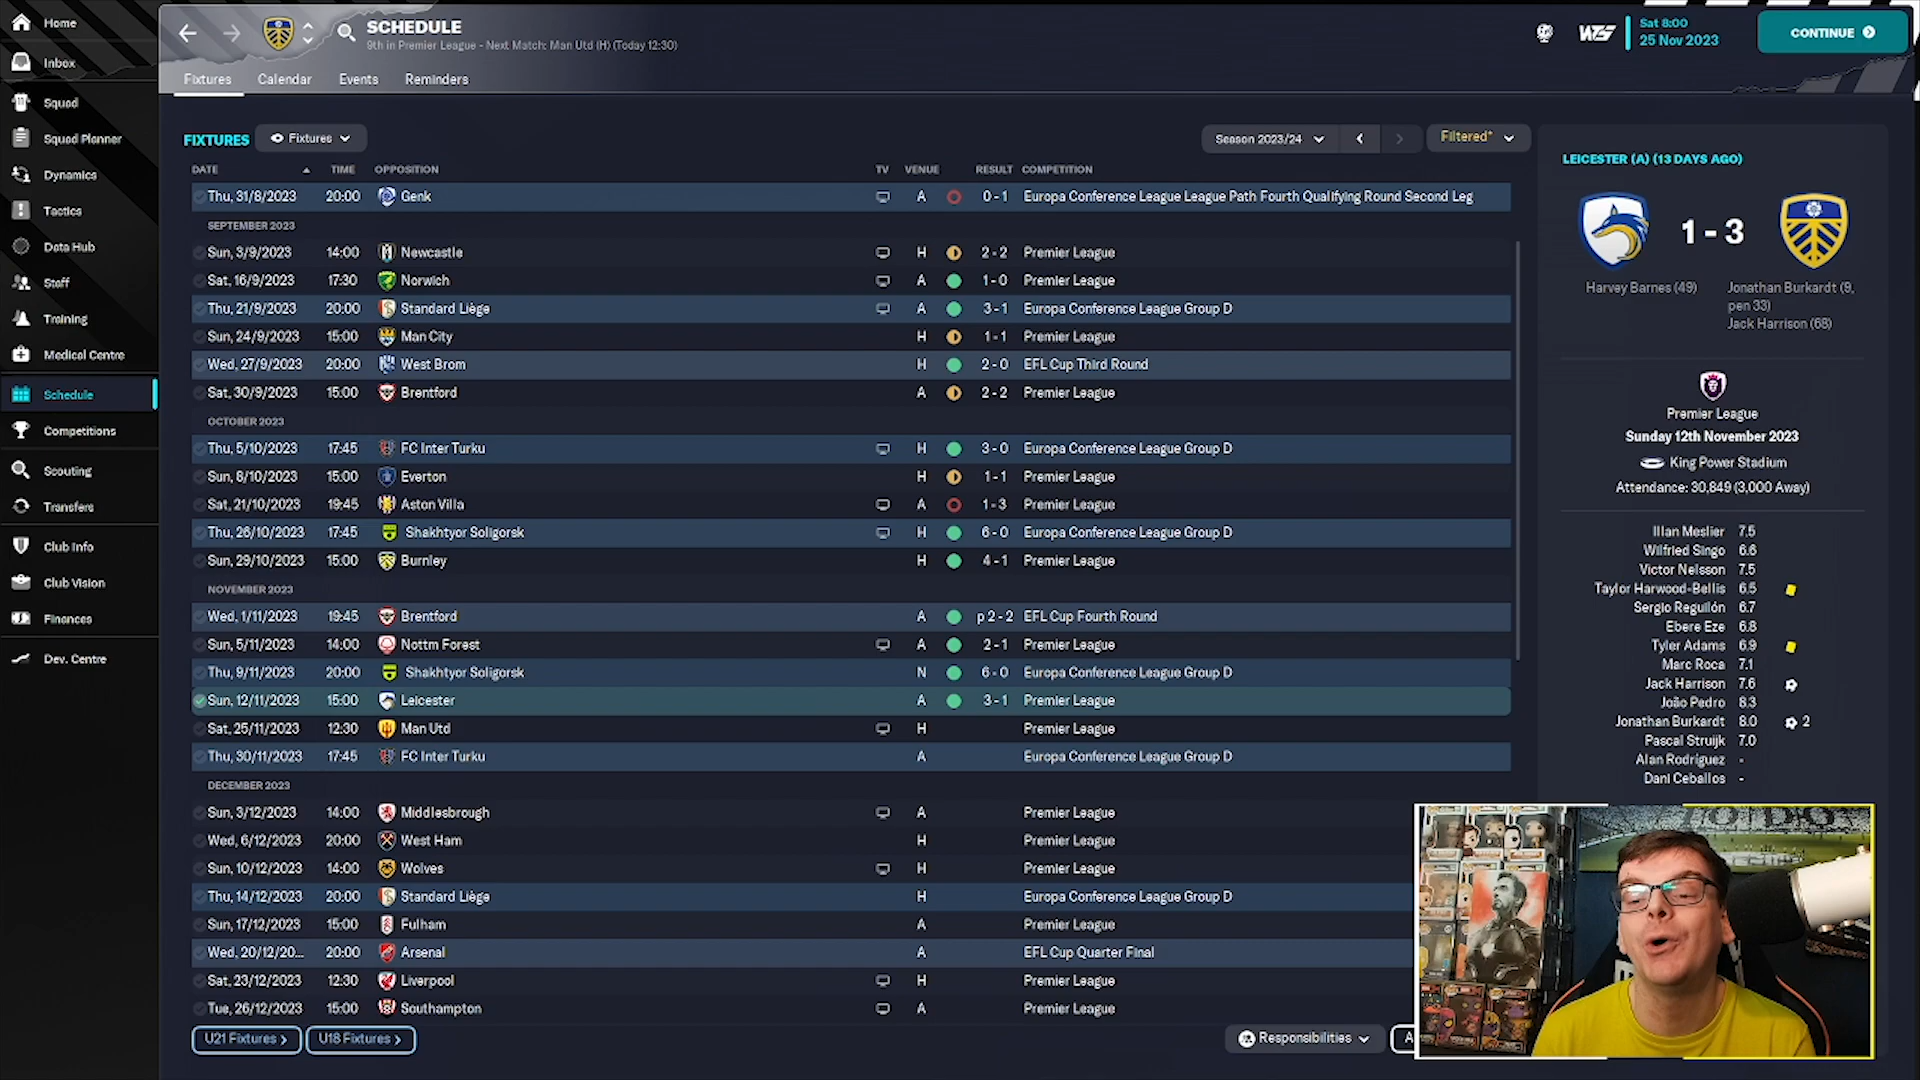 Home
Inbox
Squad
Squad Planner
Dynamics
Tactics
Data Hub
Staff
Training
Medical Centre
Schedule
Competitions
Scouting
Transfers
Club Info
Club Vision
Finances
Dev. Centre
SCHEDULE
9th in Premier League - Next Match: Man Utd (H) (Today 12:30)
Sat 8:00
25 Nov 2023
CONTINUE
Fixtures Calendar Events Reminders
FIXTURES Fixtures Season 2023/24 Filtered*
DATE TIME OPPOSITION TV VENUE RESULT COMPETITION
Thu, 31/8/2023 20:00 Genk A 0 - 1 Europa Conference League League Path Fourth Qualifying Round Second Leg
SEPTEMBER 2023
Sun, 3/9/2023 14:00 Newcastle H 2 - 2 Premier League
Sat, 16/9/2023 17:30 Norwich A 1 - 0 Premier League
Thu, 21/9/2023 20:00 Standard Liège A 3 - 1 Europa Conference League Group D
Sun, 24/9/2023 15:00 Man City H 1 - 1 Premier League
Wed, 27/9/2023 20:00 West Brom H 2 - 0 EFL Cup Third Round
Sat, 30/9/2023 15:00 Brentford A 2 - 2 Premier League
OCTOBER 2023
Thu, 5/10/2023 17:45 FC Inter Turku H 3 - 0 Europa Conference League Group D
Sun, 8/10/2023 15:00 Everton H 1 - 1 Premier League
Sat, 21/10/2023 19:45 Aston Villa A 1 - 3 Premier League
Thu, 26/10/2023 17:45 Shakhtyor Soligorsk H 6 - 0 Europa Conference League Group D
Sun, 29/10/2023 15:00 Burnley H 4 - 1 Premier League
NOVEMBER 2023
Wed, 1/11/2023 19:45 Brentford A p 2 - 2 EFL Cup Fourth Round
Sun, 5/11/2023 14:00 Nottm Forest A 2 - 1 Premier League
Thu, 9/11/2023 20:00 Shakhtyor Soligorsk N 6 - 0 Europa Conference League Group D
Sun, 12/11/2023 15:00 Leicester A 3 - 1 Premier League
Sat, 25/11/2023 12:30 Man Utd H Premier League
Thu, 30/11/2023 17:45 FC Inter Turku A Europa Conference League Group D
DECEMBER 2023
Sun, 3/12/2023 14:00 Middlesbrough A Premier League
Wed, 6/12/2023 20:00 West Ham H Premier League
Sun, 10/12/2023 14:00 Wolves H Premier League
Thu, 14/12/2023 20:00 Standard Liège H Europa Conference League Group D
Sun, 17/12/2023 15:00 Fulham A Premier League
Wed, 20/12/20... 20:00 Arsenal A EFL Cup Quarter Final
Sat, 23/12/2023 12:30 Liverpool H Premier League
Tue, 26/12/2023 15:00 Southampton A Premier League
U21 Fixtures U18 Fixtures Responsibilities A
LEICESTER (A) (13 DAYS AGO)
1 - 3
Harvey Barnes (49) Jonathan Burkardt (9,
pen 33)
Jack Harrison (68)
Premier League
Sunday 12th November 2023
King Power Stadium
Attendance: 30,849 (3,000 Away)
Illan Meslier 7.5
Wilfried Singo 6.6
Victor Nelsson 7.5
Taylor Harwood-Bellis 6.5
Sergio Reguilón 6.7
Ebere Eze 6.8
Tyler Adams 6.9
Marc Roca 7.1
Jack Harrison 7.6
João Pedro 8.3
Jonathan Burkardt 8.0 2
Pascal Struijk 7.0
Alan Rodríguez -
Dani Ceballos -